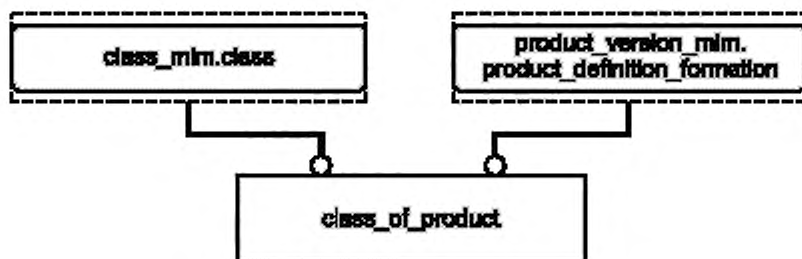 class_mim.class
product_version_mim.
product_definition_formation
class_of_product